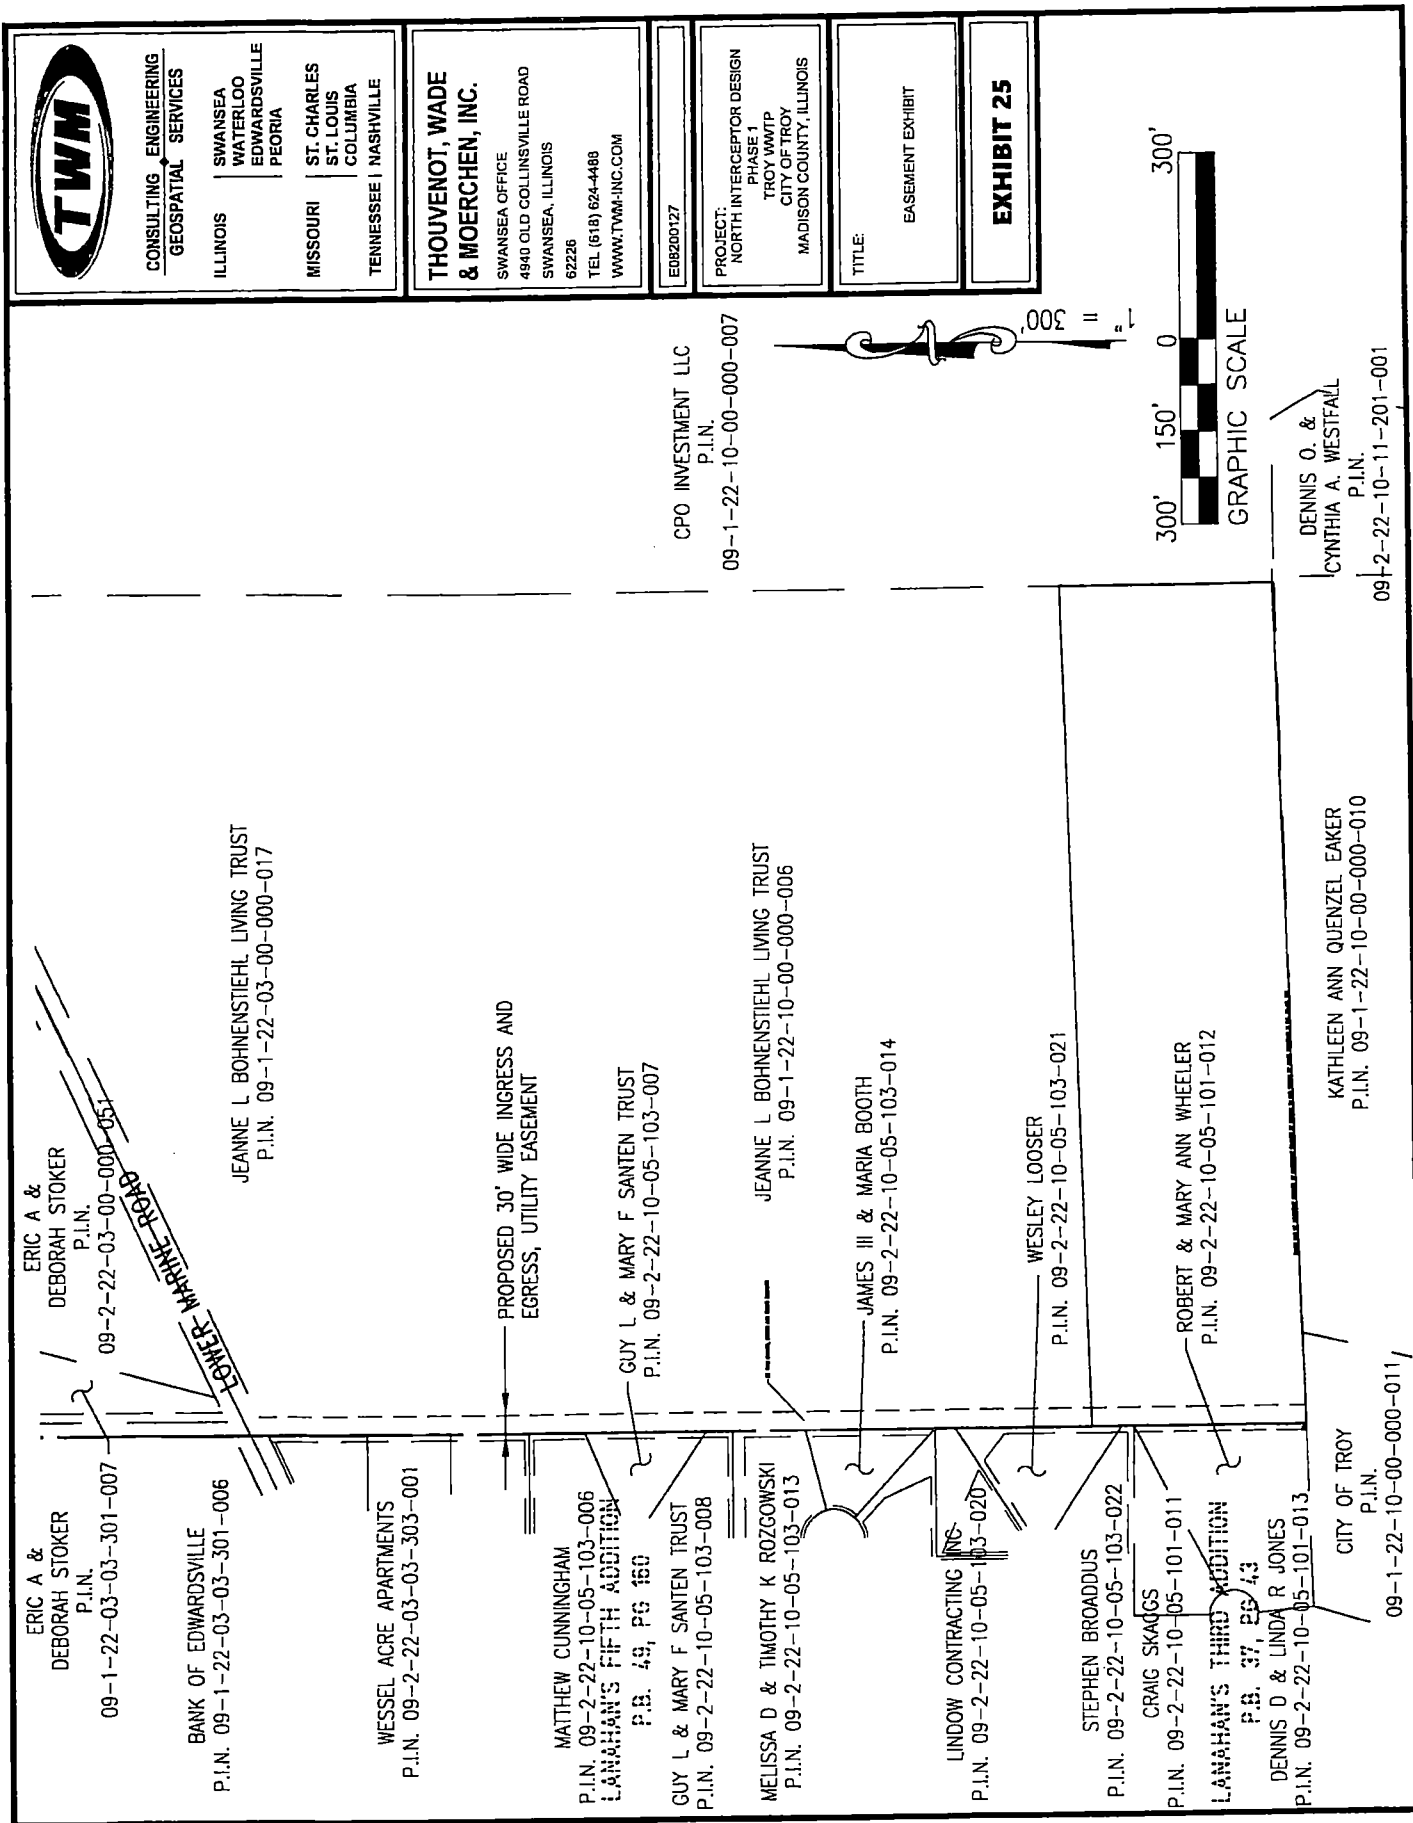 TWM
CONSULTING ENGINEERING
GEOSPATIAL SERVICES
ILLINOIS
SWANSEA
WATERLOO
EDWARDSVILLE
PEORIA
MISSOURI
ST. CHARLES
ST. LOUIS
COLUMBIA
TENNESSEE
NASHVILLE
THOUVENOT, WADE
& MOERCHEN, INC.
SWANSEA OFFICE
4940 OLD COLLINSVILLE ROAD
SWANSEA, ILLINOIS
62226
TEL (618) 624-4488
WWW.TWM-INC.COM
E08200127
PROJECT:
NORTH INTERCEPTOR DESIGN
PHASE 1
TROY WWTP
CITY OF TROY
MADISON COUNTY, ILLINOIS
TITLE:
EASEMENT EXHIBIT
EXHIBIT 25
ERIC A &
DEBORAH STOKER
P.I.N.
09-1-22-03-03-301-007
ERIC A &
DEBORAH STOKER
P.I.N.
09-2-22-03-00-000-051
LOWER MARINE ROAD
BANK OF EDWARDSVILLE
P.I.N. 09-1-22-03-03-301-006
JEANNE L BOHNENSTIEHL LIVING TRUST
P.I.N. 09-1-22-03-00-000-017
WESSEL ACRE APARTMENTS
P.I.N. 09-2-22-03-03-303-001
PROPOSED 30' WIDE INGRESS AND
EGRESS, UTILITY EASEMENT
MATTHEW CUNNINGHAM
P.I.N. 09-2-22-10-05-103-006
LANAHAN'S FIFTH ADDITION
P.B. 49, PG 160
GUY L & MARY F SANTEN TRUST
P.I.N. 09-2-22-10-05-103-007
GUY L & MARY F SANTEN TRUST
P.I.N. 09-2-22-10-05-103-008
CPO INVESTMENT LLC
P.I.N.
09-1-22-10-00-000-007
JEANNE L BOHNENSTIEHL LIVING TRUST
P.I.N. 09-1-22-10-00-000-006
MELISSA D & TIMOTHY K ROZGOWSKI
P.I.N. 09-2-22-10-05-103-013
JAMES III & MARIA BOOTH
P.I.N. 09-2-22-10-05-103-014
LINDOW CONTRACTING INC
P.I.N. 09-2-22-10-05-103-020
WESLEY LOOSER
P.I.N. 09-2-22-10-05-103-021
STEPHEN BROADDUS
P.I.N. 09-2-22-10-05-103-022
CRAIG SKAGGS
P.I.N. 09-2-22-10-05-101-011
ROBERT & MARY ANN WHEELER
P.I.N. 09-2-22-10-05-101-012
LANAHAN'S THIRD ADDITION
P.B. 37, PG 43
DENNIS D & LINDA R JONES
P.I.N. 09-2-22-10-05-101-013
CITY OF TROY
P.I.N.
09-1-22-10-00-000-011
KATHLEEN ANN QUENZEL EAKER
P.I.N. 09-1-22-10-00-000-010
DENNIS O. &
CYNTHIA A. WESTFALL
P.I.N.
09-2-22-10-11-201-001
1" = 300'
300' 150' 0 300'
GRAPHIC SCALE